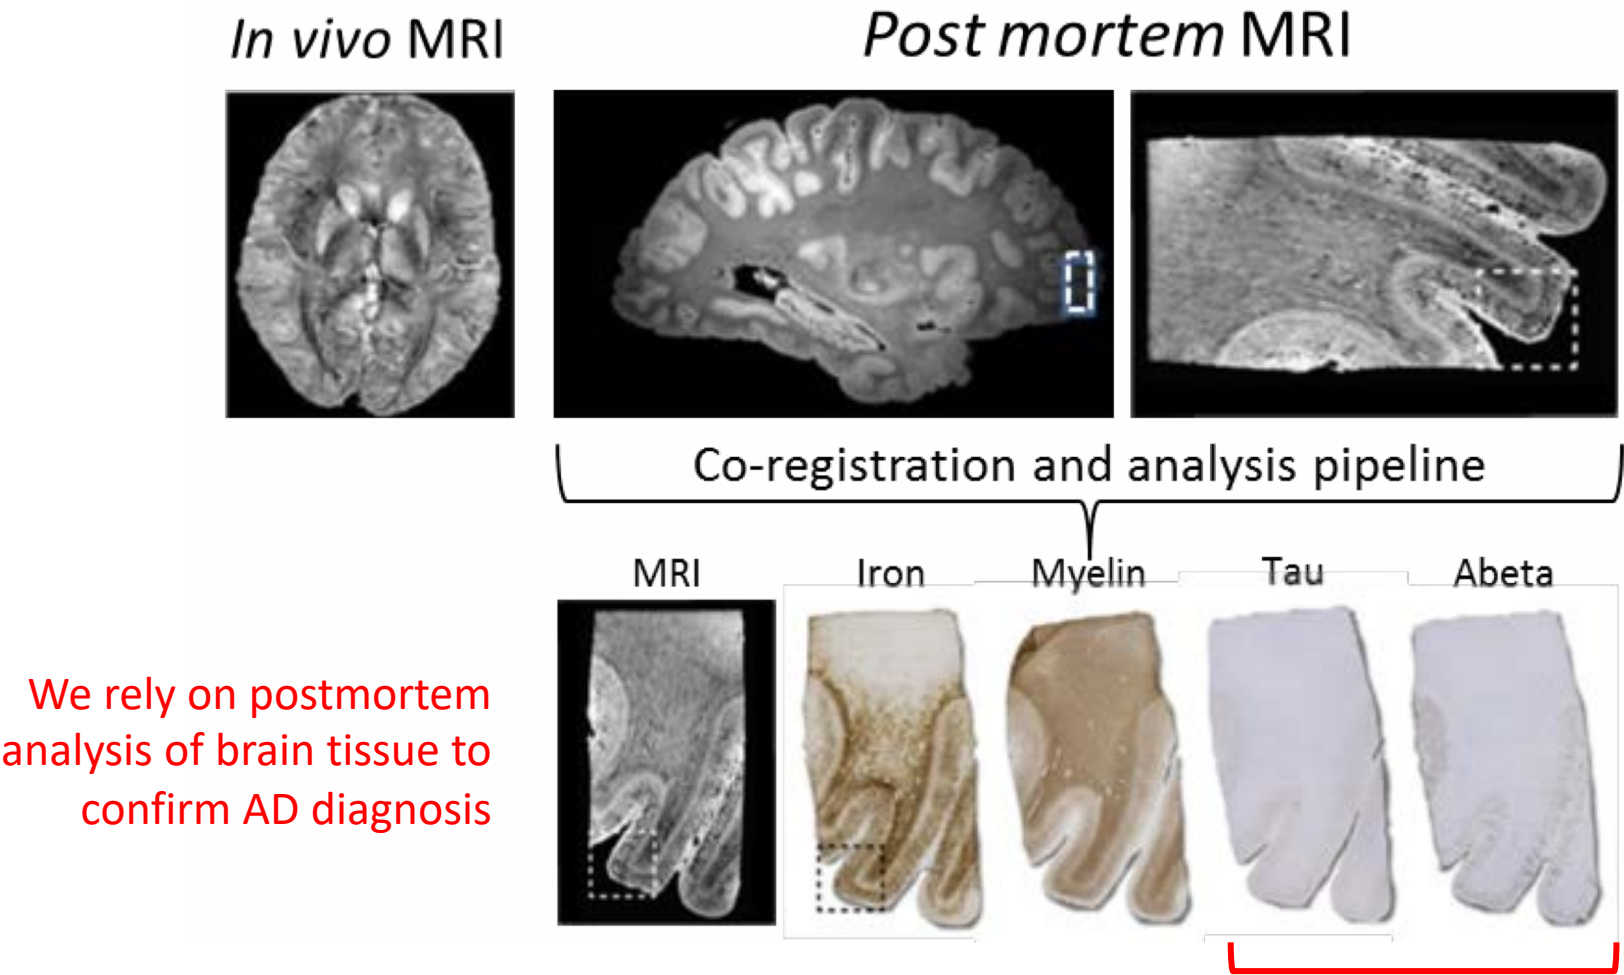 In vivo MRI
Post mortem MRI
Co-registration and analysis pipeline
MRI
Iron
Myelin
Tau
Abeta
We rely on postmortem
analysis of brain tissue to
confirm AD diagnosis